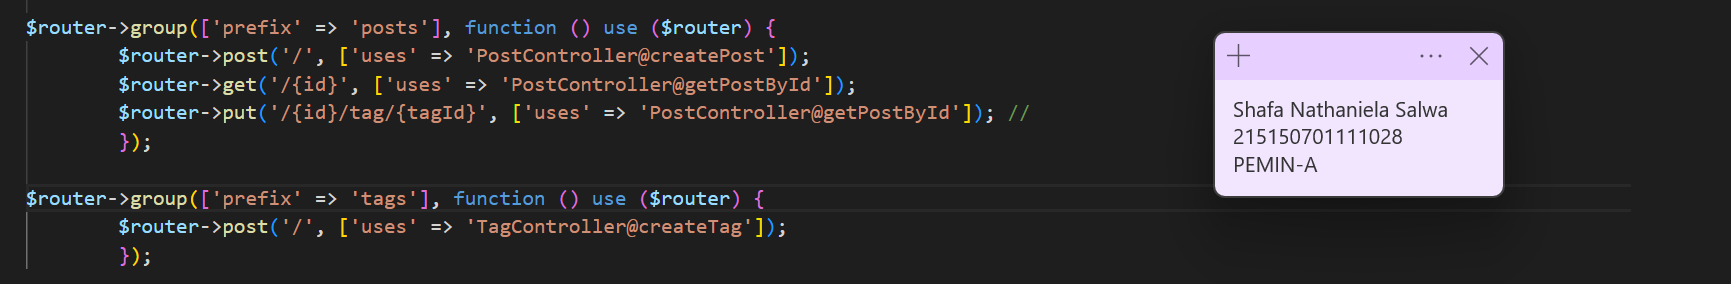 $router->group(['prefix' => 'posts'], function () use ($router) {
$router->post('/', ['uses' => 'PostController@createPost']);
$router->get('/{id}', ['uses' => 'PostController@getPostById']);
$router->put('/{id}/tag/{tagId}', ['uses' => 'PostController@getPostById']); //
});
$router->group(['prefix' => 'tags'], function () use ($router) {
$router->post('/', ['uses' => 'TagController@createTag']);
});
Shafa Nathaniela Salwa
215150701111028
PEMIN-A